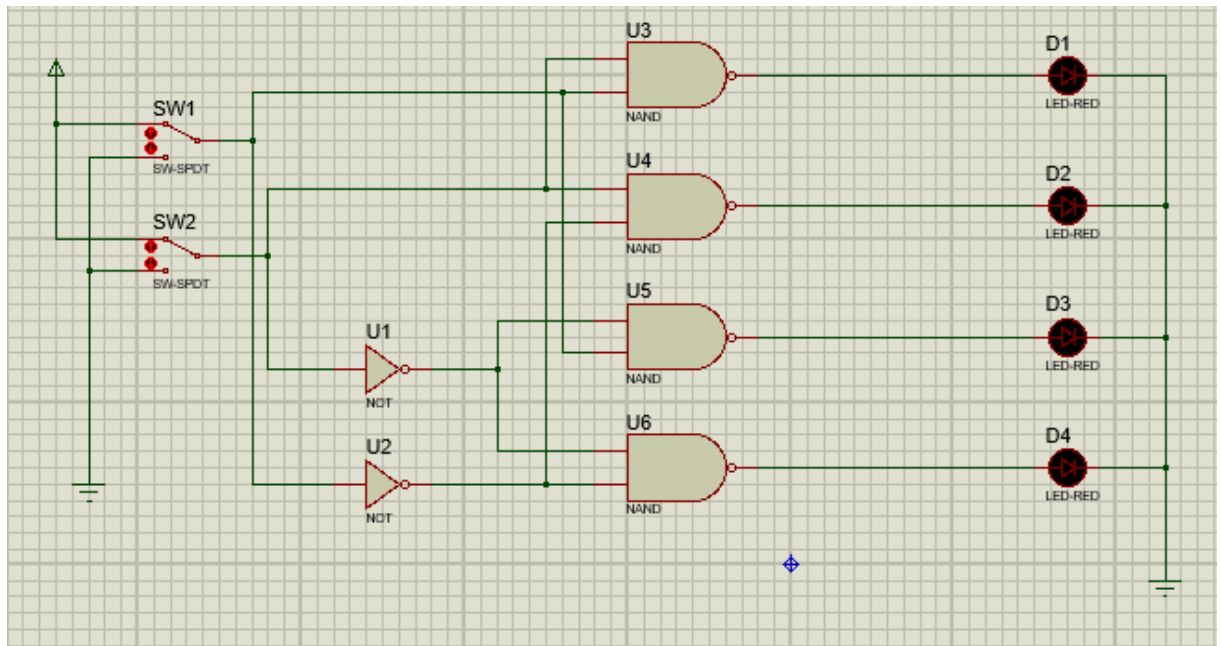 U3
NAND
D1
LED-RED
SW1
SW-SPDT
U4
NAND
D2
LED-RED
SW2
SW-SPDT
U5
NAND
D3
LED-RED
U1
NOT
U6
NAND
D4
LED-RED
U2
NOT